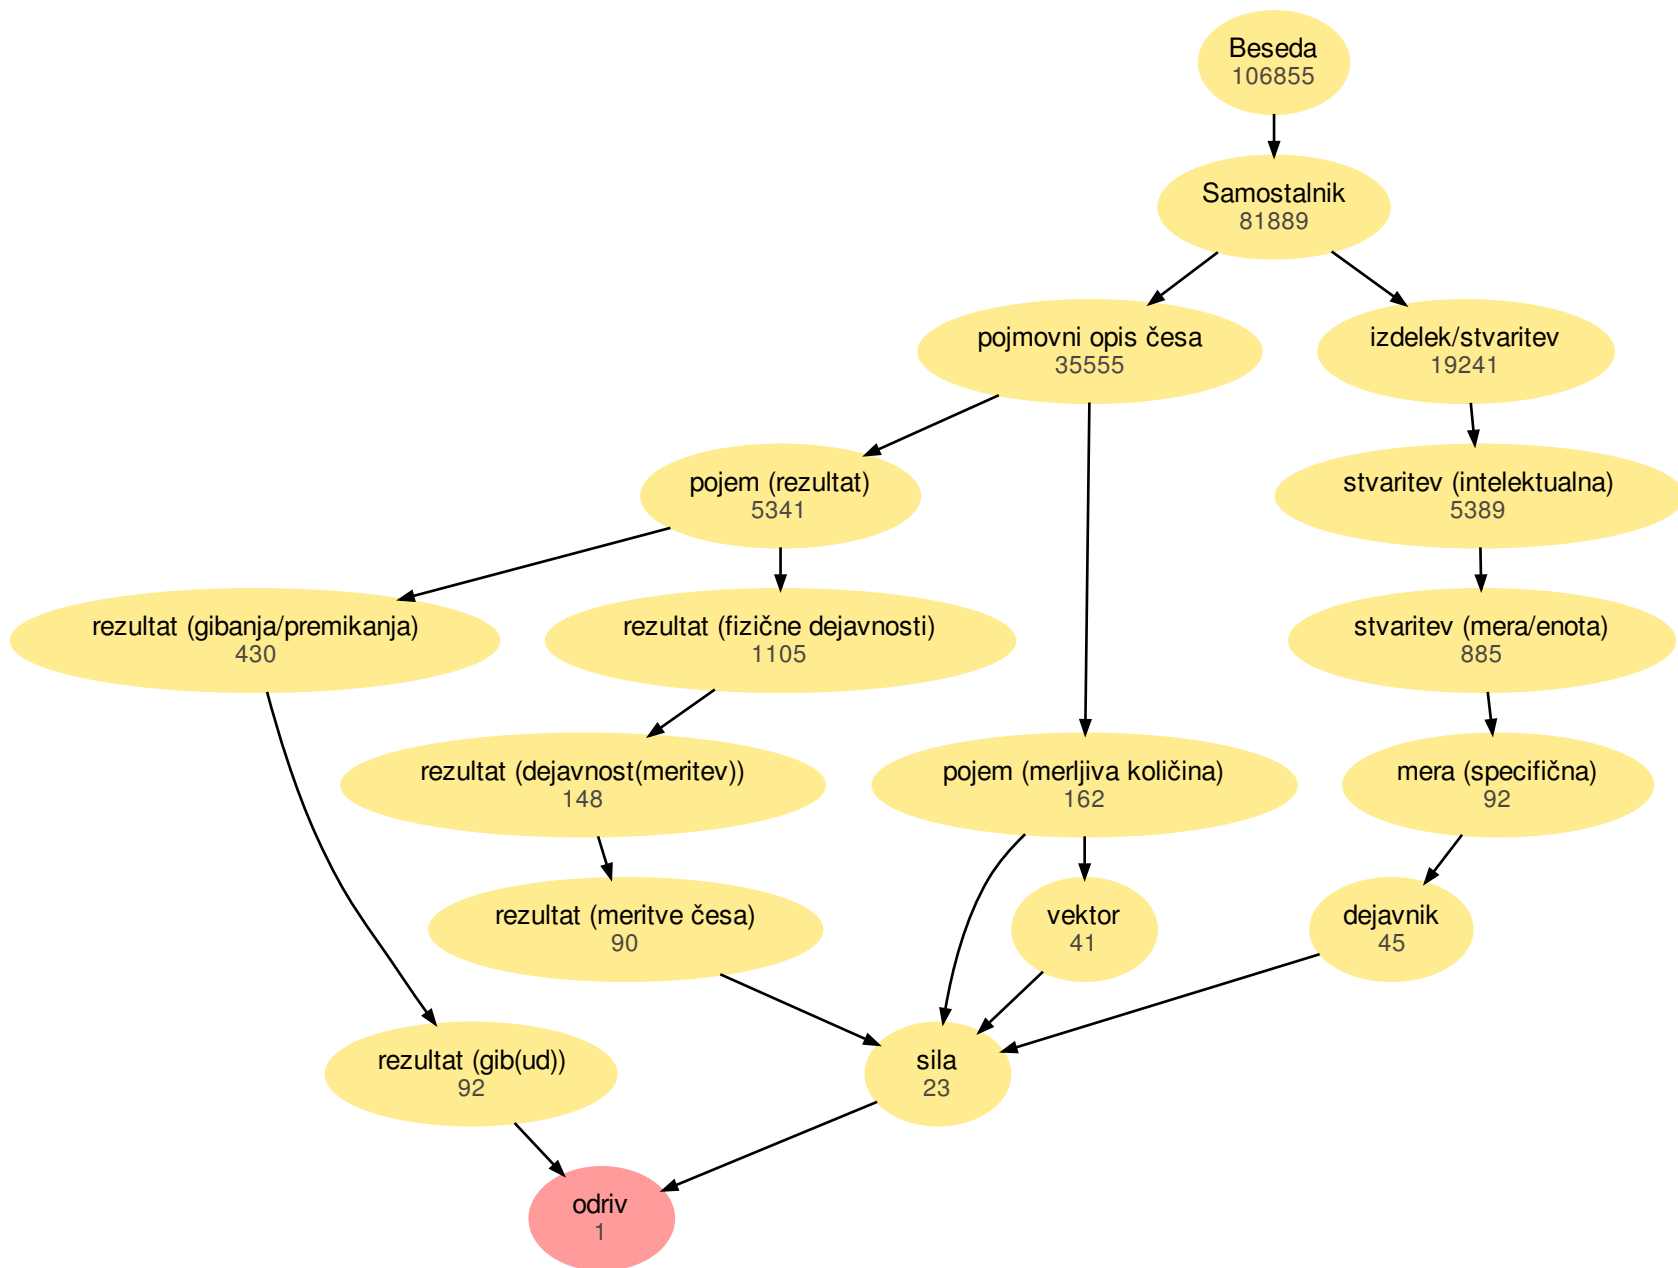 Beseda
106855
Samostalnik
81889
pojmovni opis česa
35555
izdelek/stvaritev
19241
pojem (rezultat)
5341
stvaritev (intelektualna)
5389
rezultat (gibanja/premikanja)
430
rezultat (fizične dejavnosti)
1105
stvaritev (mera/enota)
885
rezultat (dejavnost(meritev))
148
pojem (merljiva količina)
162
mera (specifična)
92
rezultat (meritve česa)
90
vektor
41
dejavnik
45
rezultat (gib(ud))
92
sila
23
odriv
1